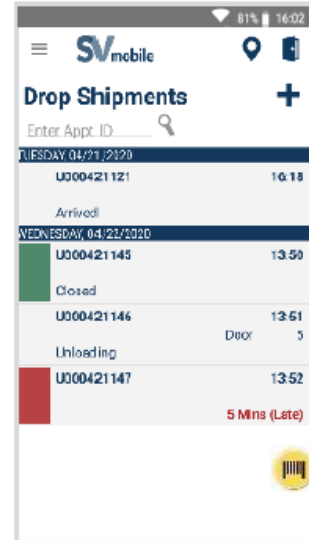 81% 16:02
SVmobile
Drop Shipments +
Enter Appt ID
TUESDAY, 04/21/2020
U000421121 16:18
Arrived
WEDNESDAY, 04/22/2020
U000421145 13:50
Closed
U000421146 13:51
Door 5
Unloading
U000421147 13:52
5 Mins (Late)